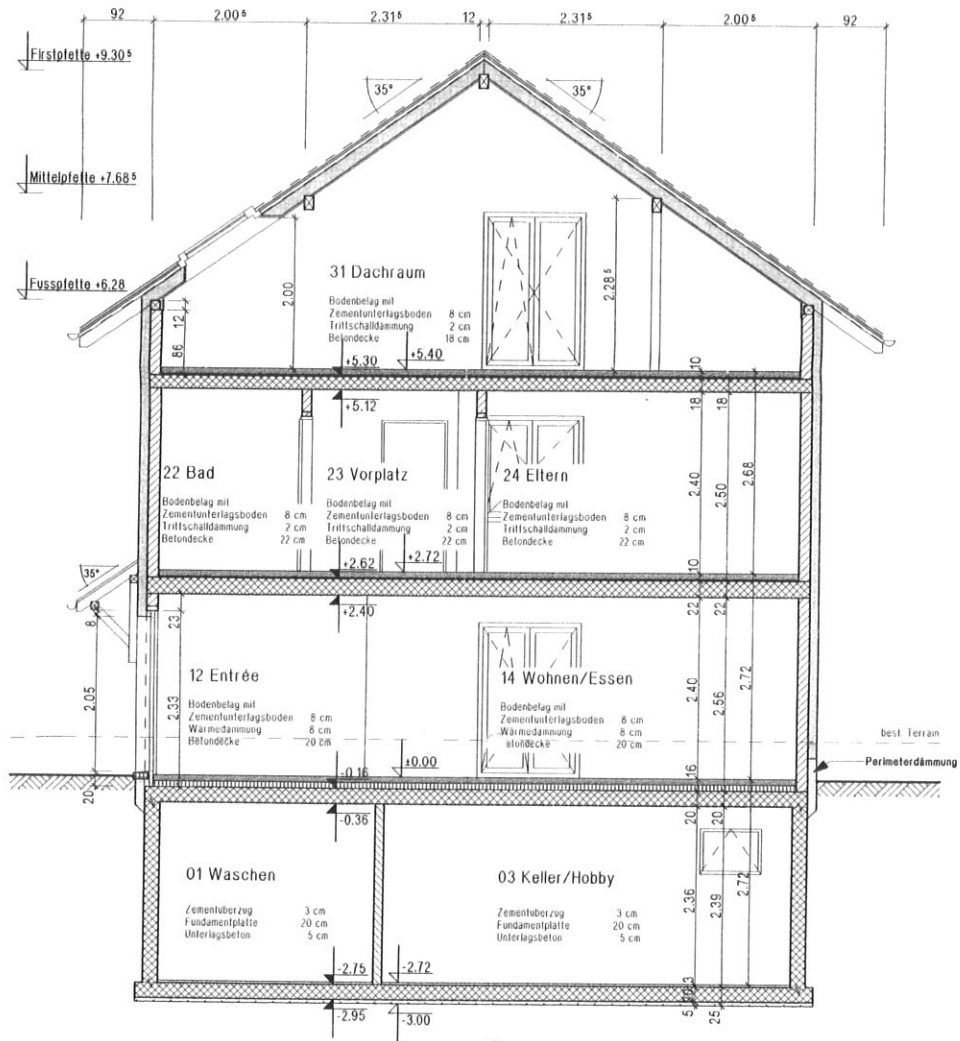 92 2.00⁵ 2.31⁵ 12 2.31⁵ 2.00⁵ 92
Firstpfette +9.30⁵
35° 35°
Mittelpfette +7.68⁵
Fusspfette +6.28
31 Dachraum
Bodenbelag mit
Zementunterlagsboden 8 cm
Trittschalldämmung 2 cm
Betondecke 18 cm
2.00
2.28⁵
12
86
+5.30 +5.40
+5.12
10
18 18
22 Bad
Bodenbelag mit
Zementunterlagsboden 8 cm
Trittschalldämmung 2 cm
Betondecke 22 cm
23 Vorplatz
Bodenbelag mit
Zementunterlagsboden 8 cm
Trittschalldämmung 2 cm
Betondecke 22 cm
24 Eltern
Bodenbelag mit
Zementunterlagsboden 8 cm
Trittschalldämmung 2 cm
Betondecke 22 cm
2.40 2.50 2.68
+2.62 +2.72
+2.40
10
22 22
35°
8
23
2.05
2.33
20
12 Entrée
Bodenbelag mit
Zementunterlagsboden 8 cm
Wärmedämmung 8 cm
Betondecke 20 cm
14 Wohnen/Essen
Bodenbelag mit
Zementunterlagsboden 8 cm
Wärmedämmung 8 cm
etondecke 20 cm
2.40 2.56 2.72
best. Terrain
Perimeterdämmung
±0.00
-0.16
-0.36
16
20 20
01 Waschen
Zementüberzug 3 cm
Fundamentplatte 20 cm
Unterlagsbeton 5 cm
03 Keller/Hobby
Zementüberzug 3 cm
Fundamentplatte 20 cm
Unterlagsbeton 5 cm
2.36 2.39 2.72
-2.75 -2.72
-2.95 -3.00
5 20 3
25